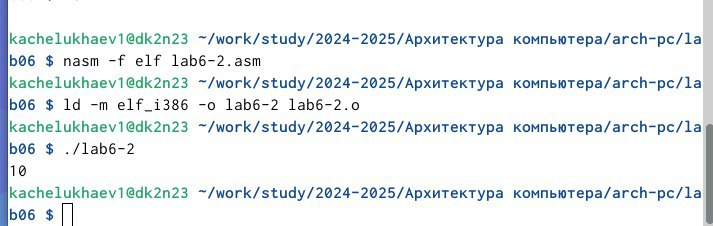 kachelukhaev1@dk2n23 ~/work/study/2024-2025/Архитектура компьютера/arch-pc/la
b06 $ nasm -f elf lab6-2.asm
kachelukhaev1@dk2n23 ~/work/study/2024-2025/Архитектура компьютера/arch-pc/la
b06 $ ld -m elf_i386 -o lab6-2 lab6-2.o
kachelukhaev1@dk2n23 ~/work/study/2024-2025/Архитектура компьютера/arch-pc/la
b06 $ ./lab6-2
10
kachelukhaev1@dk2n23 ~/work/study/2024-2025/Архитектура компьютера/arch-pc/la
b06 $